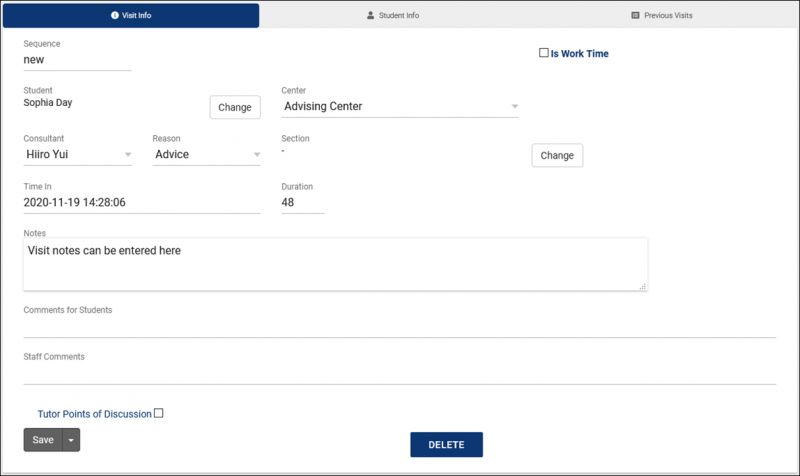 Visit Info
Student Info
Previous Visits
Sequence
new
Is Work Time
Student
Sophia Day
Change
Center
Advising Center
Consultant
Hiiro Yui
Reason
Advice
Section
-
Change
Time In
2020-11-19 14:28:06
Duration
48
Notes
Visit notes can be entered here
Comments for Students
Staff Comments
Tutor Points of Discussion
Save
DELETE